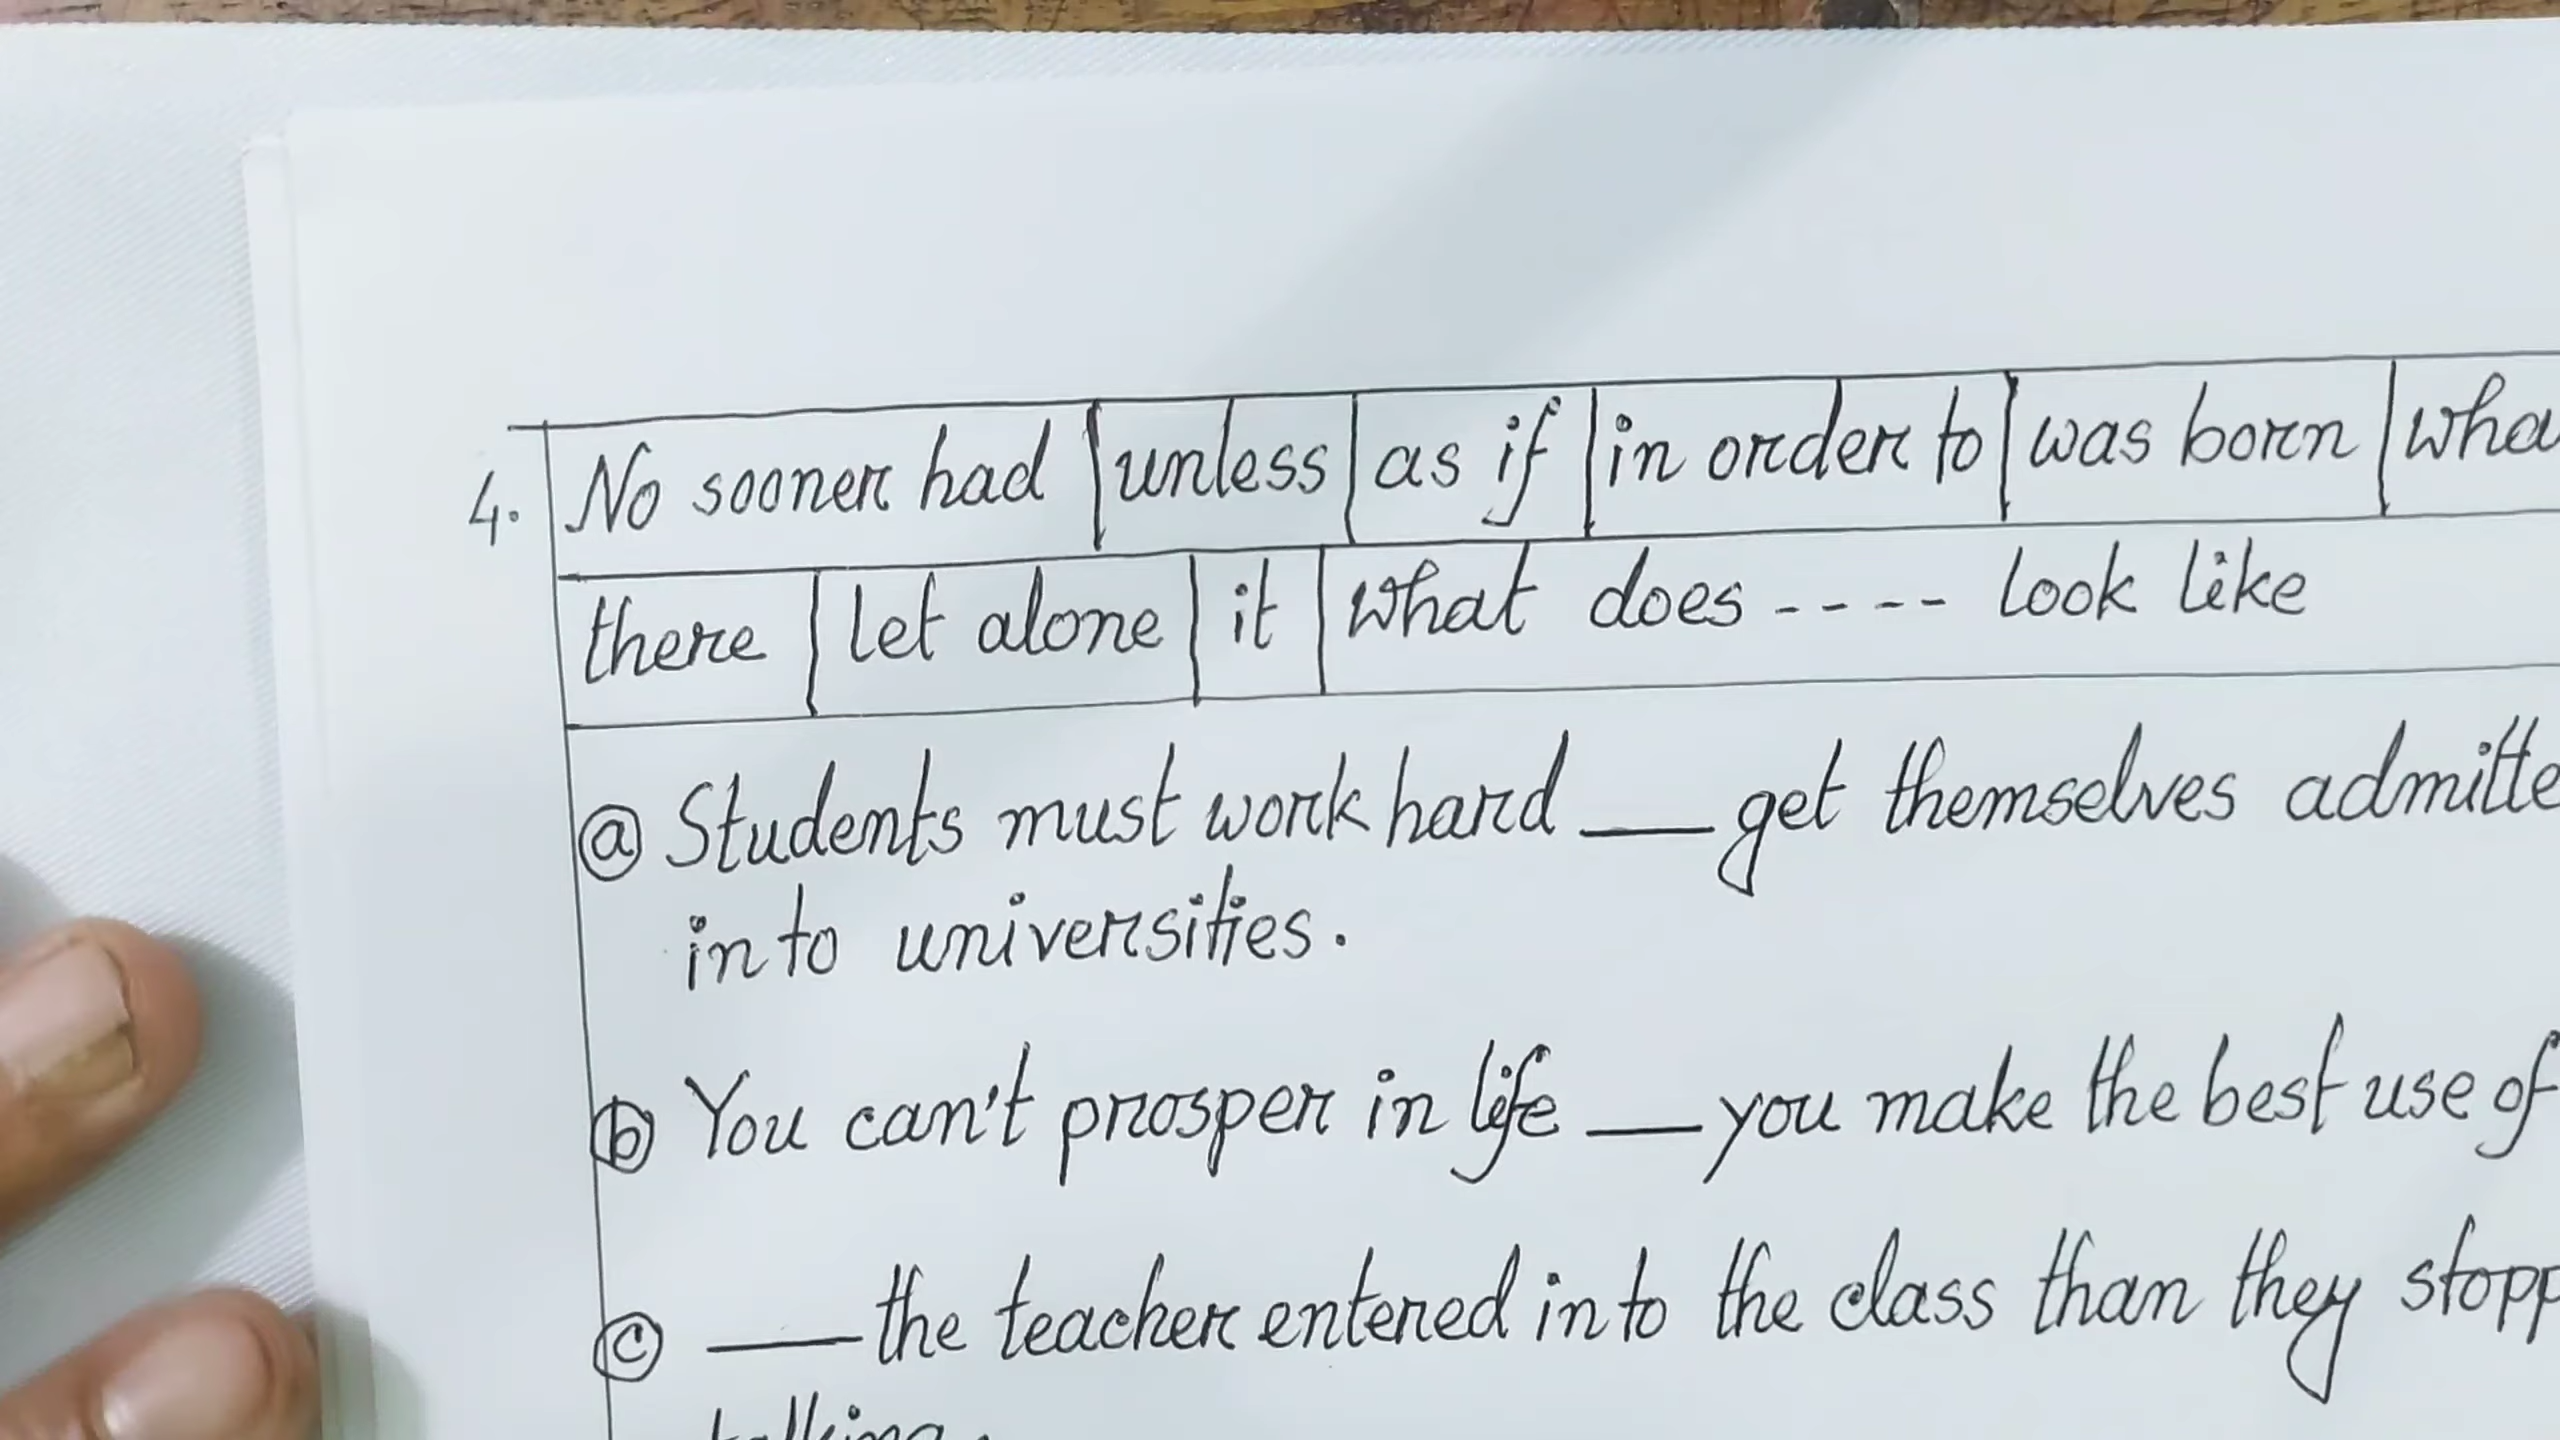 4. No sooner had unless as if in order to was born
there let alone it what does ---- look like
ⓐ Students must work hard ___ get themselves
into universities.
ⓑ You can't prosper in life ___ you make the best use of
ⓒ ___ the teacher entered into the class than they
talking.